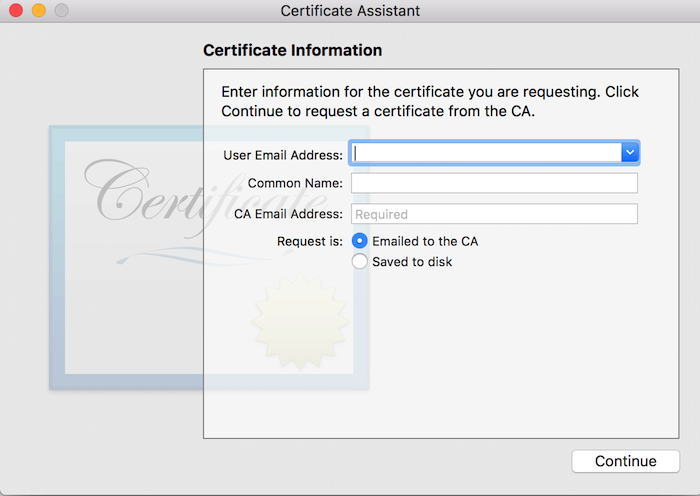 Certificate Assistant
Certificate Information
Enter information for the certificate you are requesting. Click
Continue to request a certificate from the CA.
Certificate
User Email Address:
Common Name:
CA Email Address: Required
Request is: Emailed to the CA
Saved to disk
Continue